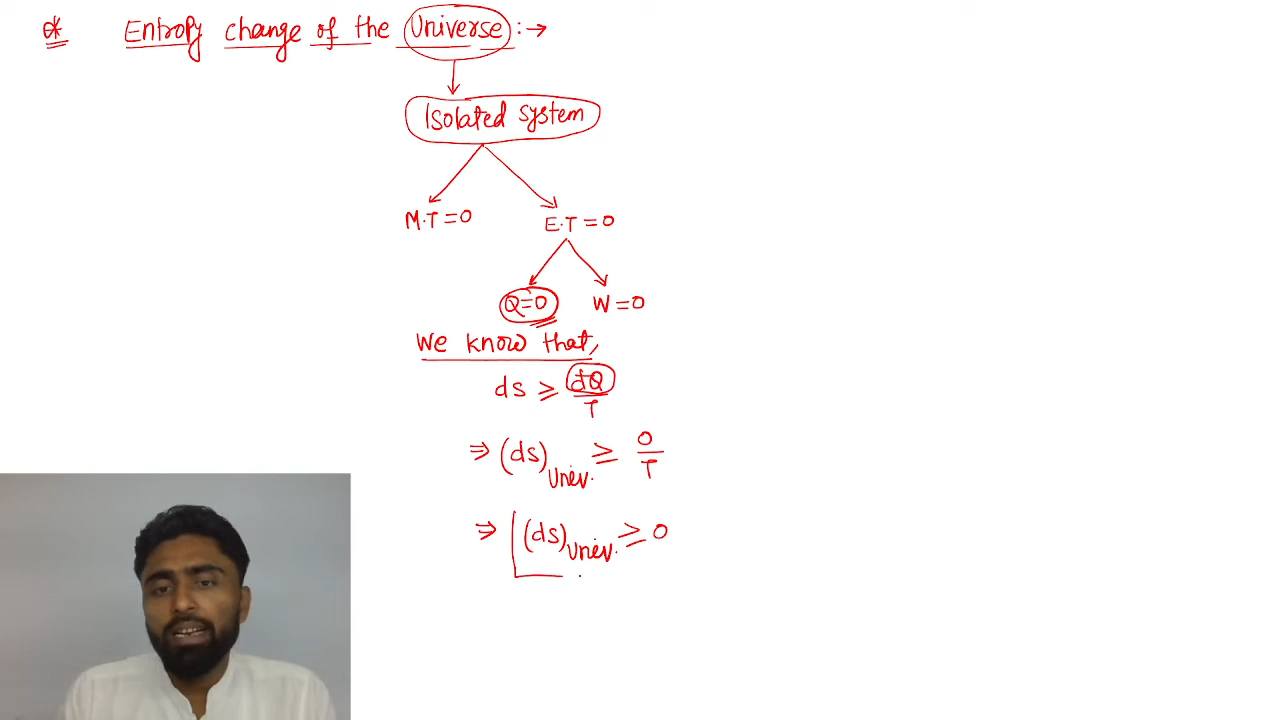 * Entropy change of the Universe :→
Isolated system
M.T = 0 E.T = 0
Q=0 W=0
We know that,
ds ≥ dQ/T
⇒ (ds)Univ. ≥ 0/T
⇒ (ds)Univ. ≥ 0